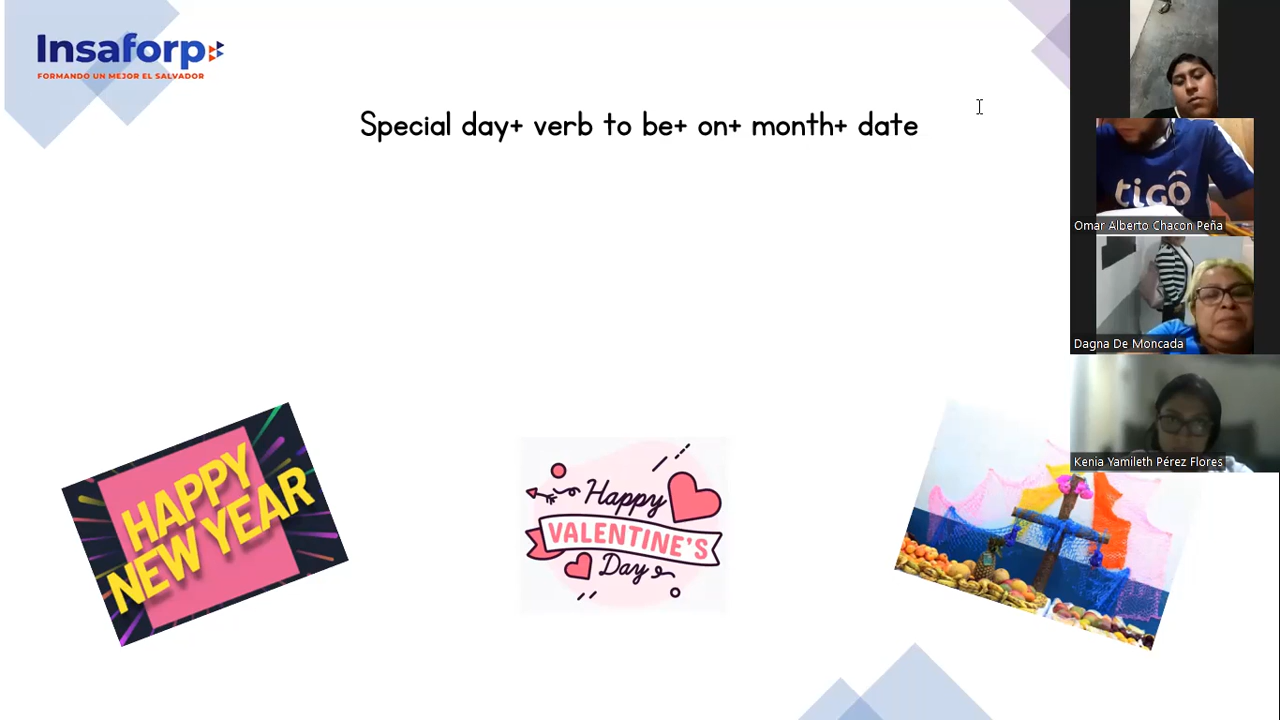 Insaforp
FORMANDO UN MEJOR EL SALVADOR
Special day+ verb to be+ on+ month+ date
tigo
Omar Alberto Chacon Peña
Dagna De Moncada
Kenia Yamileth Pérez Flores
HAPPY
NEW YEAR
Happy
VALENTINE'S
Day